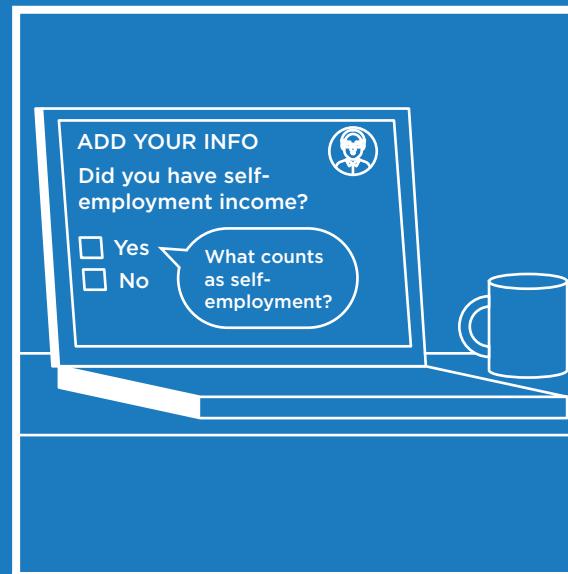 ADD YOUR INFO
Did you have self-
employment income?
Yes
No
What counts
as self-
employment?